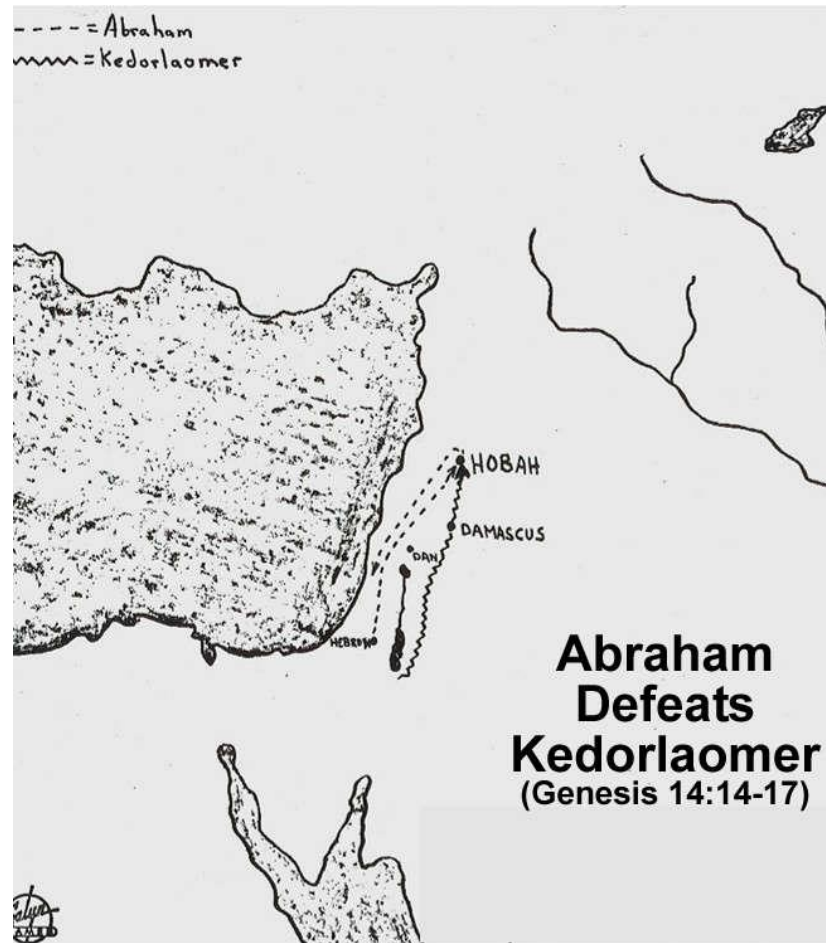 ---- = Abraham
= Kedorlaomer
HOBAH
DAMASCUS
DAN
HEBRON
Abraham
Defeats
Kedorlaomer
(Genesis 14:14-17)